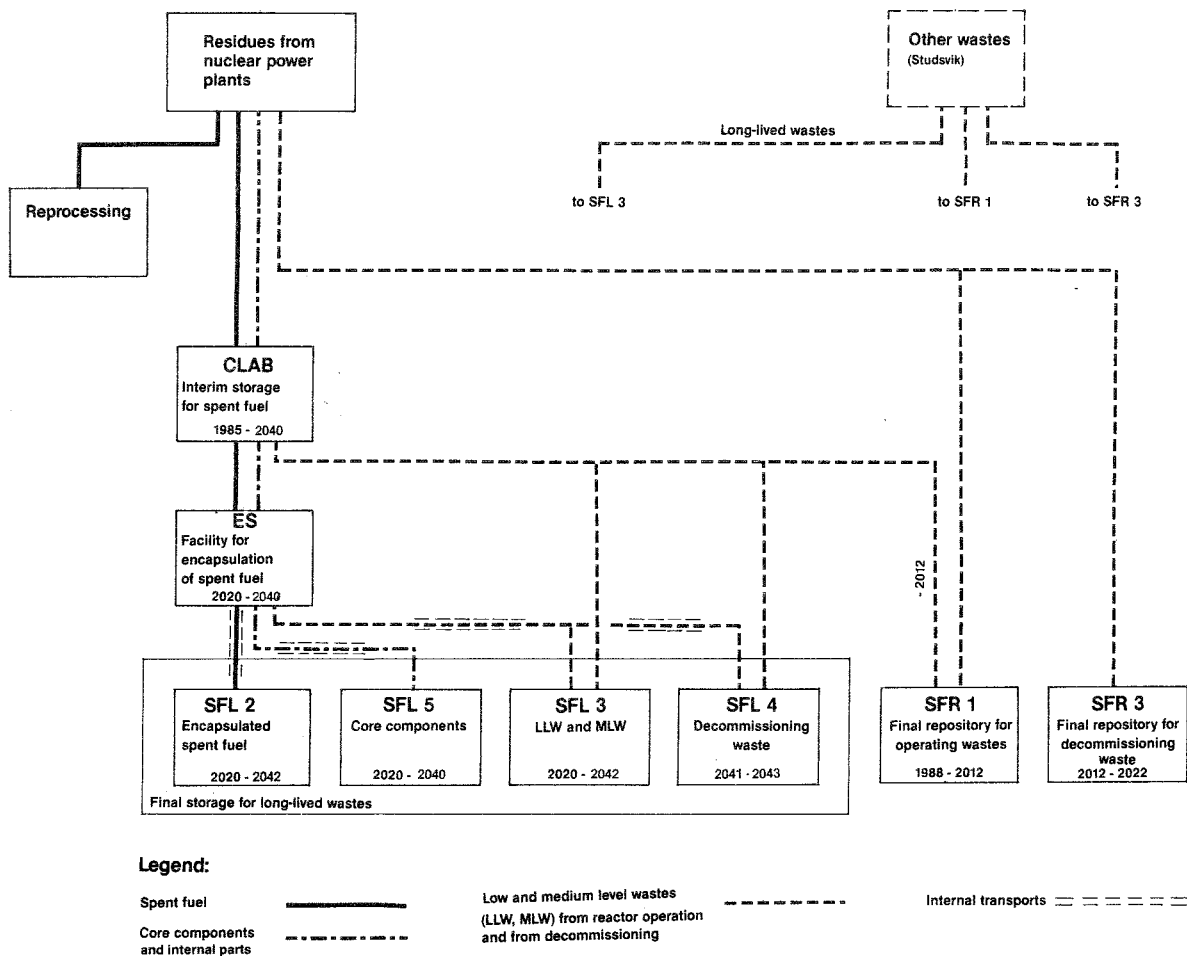 Residues from
nuclear power
plants
Other wastes
(Studsvik)
Long-lived wastes
Reprocessing
to SFL 3
to SFR 1
to SFR 3
CLAB
Interim storage
for spent fuel
1985 - 2040
ES
Facility for
encapsulation
of spent fuel
2020 - 2040
- 2012
SFL 2
Encapsulated
spent fuel
2020 - 2042
SFL 5
Core components
2020 - 2040
SFL 3
LLW and MLW
2020 - 2042
SFL 4
Decommissioning
waste
2041 - 2043
SFR 1
Final repository for
operating wastes
1988 - 2012
SFR 3
Final repository for
decommissioning
waste
2012 - 2022
Final storage for long-lived wastes
Legend:
Spent fuel
Core components
and internal parts
Low and medium level wastes
(LLW, MLW) from reactor operation
and from decommissioning
Internal transports